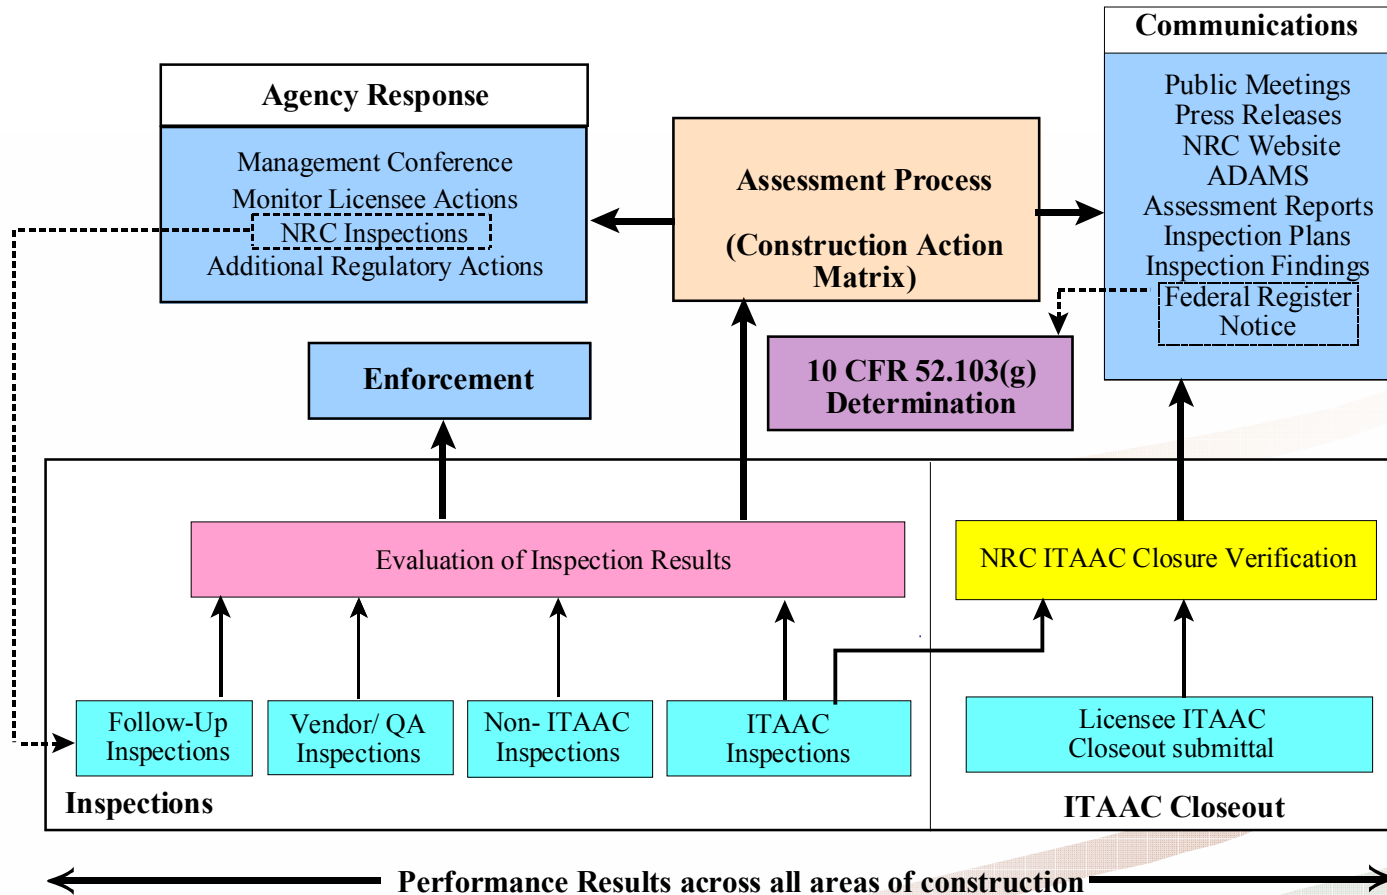 Communications
Public Meetings
Press Releases
NRC Website
ADAMS
Assessment Reports
Inspection Plans
Inspection Findings
Federal Register
Notice
Agency Response
Management Conference
Monitor Licensee Actions
NRC Inspections
Additional Regulatory Actions
Assessment Process
(Construction Action
Matrix)
Enforcement
10 CFR 52.103(g)
Determination
Evaluation of Inspection Results
NRC ITAAC Closure Verification
Follow-Up
Inspections
Vendor/ QA
Inspections
Non- ITAAC
Inspections
ITAAC
Inspections
Licensee ITAAC
Closeout submittal
Inspections
ITAAC Closeout
Performance Results across all areas of construction